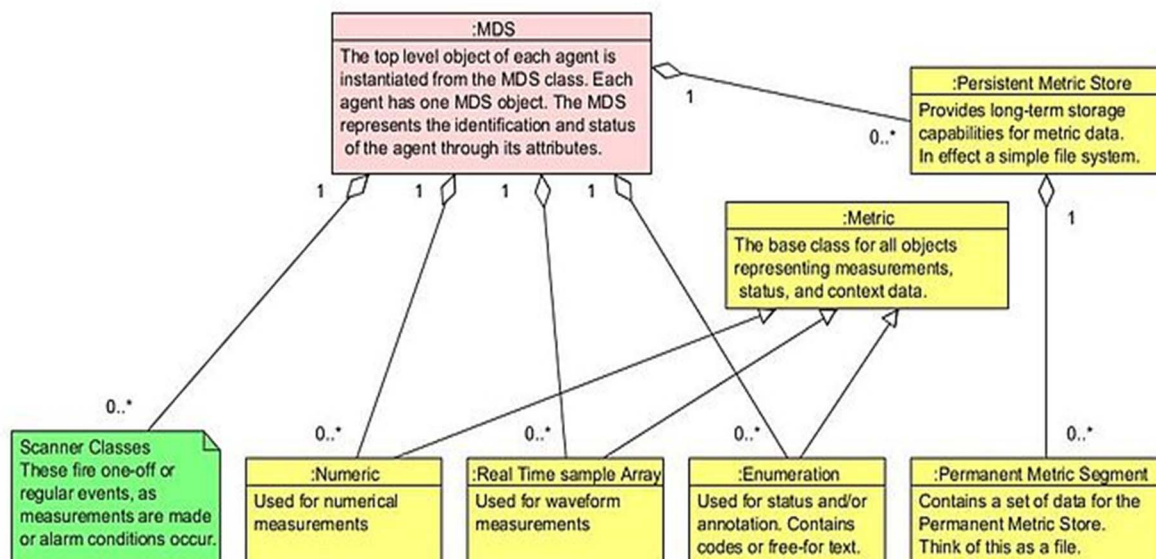 :MDS
The top level object of each agent is
instantiated from the MDS class. Each
agent has one MDS object. The MDS
represents the identification and status
of the agent through its attributes.
1
0..*
:Persistent Metric Store
Provides long-term storage
capabilities for metric data.
In effect a simple file system.
1
1
1
1
1
:Metric
The base class for all objects
representing measurements,
status, and context data.
0..*
0..*
0..*
0..*
0..*
Scanner Classes
These fire one-off or
regular events, as
measurements are made
or alarm conditions occur.
:Numeric
Used for numerical
measurements
:Real Time sample Array
Used for waveform
measurements
:Enumeration
Used for status and/or
annotation. Contains
codes or free-for text.
:Permanent Metric Segment
Contains a set of data for the
Permanent Metric Store.
Think of this as a file.